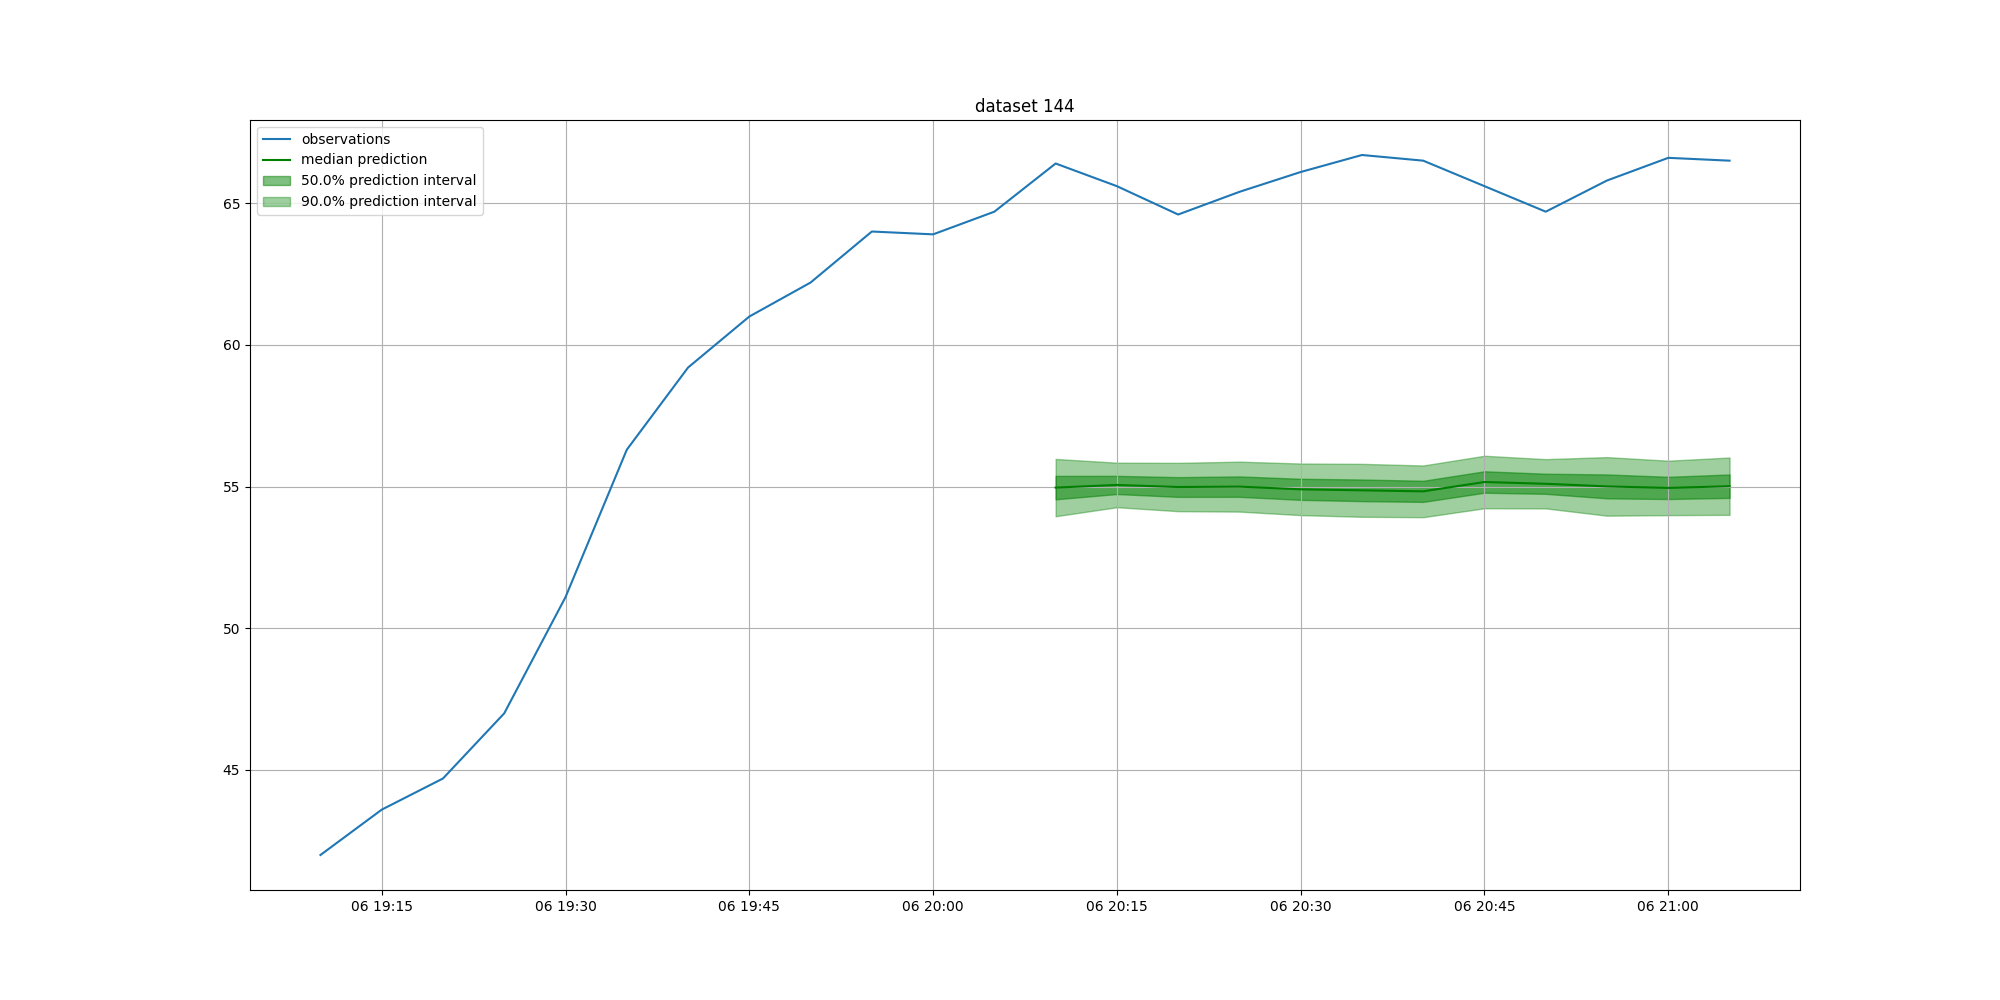 dataset 144
observations
median prediction
50.0% prediction interval
90.0% prediction interval
65
60
55
50
45
06 19:15
06 19:30
06 19:45
06 20:00
06 20:15
06 20:30
06 20:45
06 21:00